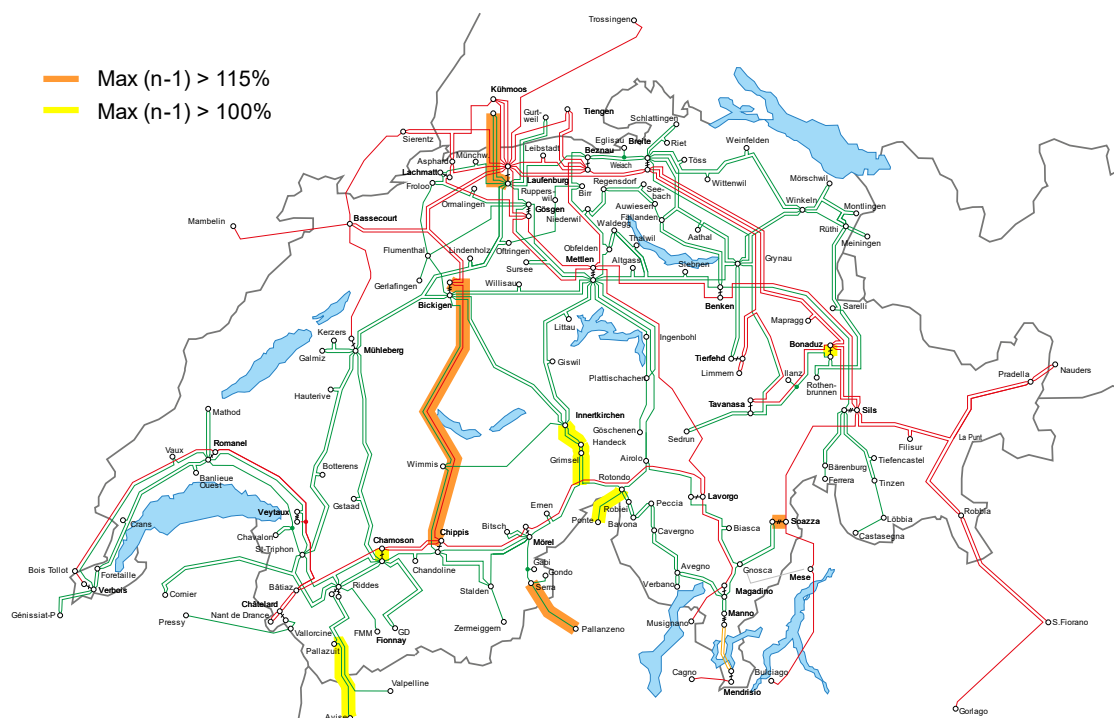 Trossingen
Max (n-1) > 115%
Max (n-1) > 100%
Kühmoos
Gurt-
weil
Tiengen
Schlattingen
Sierentz
Eglisau
Breite
Riet
Weinfelden
Asphard
Münchw.
Leibstadt
Beznau
Weiach
Töss
Lachmatt
Laufenburg
Froloo
Ruppers-
wil
Birr
Regensdorf
See-
bach
Wittenwil
Mörschwil
Ormalingen
Gösgen
Niederwil
Auwiesen
Fällanden
Winkeln
Montlingen
Mambelin
Bassecourt
Waldegg
Thalwil
Aathal
Rüthi
Meiningen
Flumenthal
Lindenholz
Oftringen
Obfelden
Mettlen
Altgass
Siebnen
Grynau
Sursee
Gerlafingen
Willisau
Bickigen
Benken
Sarelli
Kerzers
Littau
Mapragg
Ingenbohl
Galmiz
Mühleberg
Giswil
Tierfehd
Limmern
Bonaduz
Ilanz
Rothen-
brunnen
Nauders
Pradella
Plattischachen
Hauterive
Tavanasa
Mathod
Innertkirchen
Göschenen
Handeck
Sedrun
Sils
Filisur
La Punt
Romanel
Vaux
Banlieue
Ouest
Botterens
Wimmis
Grimsel
Airolo
Bärenburg
Ferrera
Tiefencastel
Tinzen
Rotondo
Gstaad
Robiei
Peccia
Lavorgo
Ernen
Ponte
Bavona
Veytaux
Crans
Chavalon
Bitsch
Cavergno
Biasca
Soazza
Löbbia
Castasegna
Robbia
St-Triphon
Chamoson
Chippis
Mörel
Chandoline
Gabi
Gondo
Serra
Gnosca
Bois Tollot
Foretaille
Verbois
Avegno
Verbano
Mese
Bâtiaz
Riddes
Stalden
Magadino
Cornier
Châtelard
Génissiat-P
Pressy
Nant de Drance
Manno
Musignano
Zermeiggern
Pallanzeno
S.Fiorano
Vallorcine
FMM
GD
Fionnay
Pallazuit
Cagno
Bulciago
Valpelline
Mendrisio
Avise
Gorlago